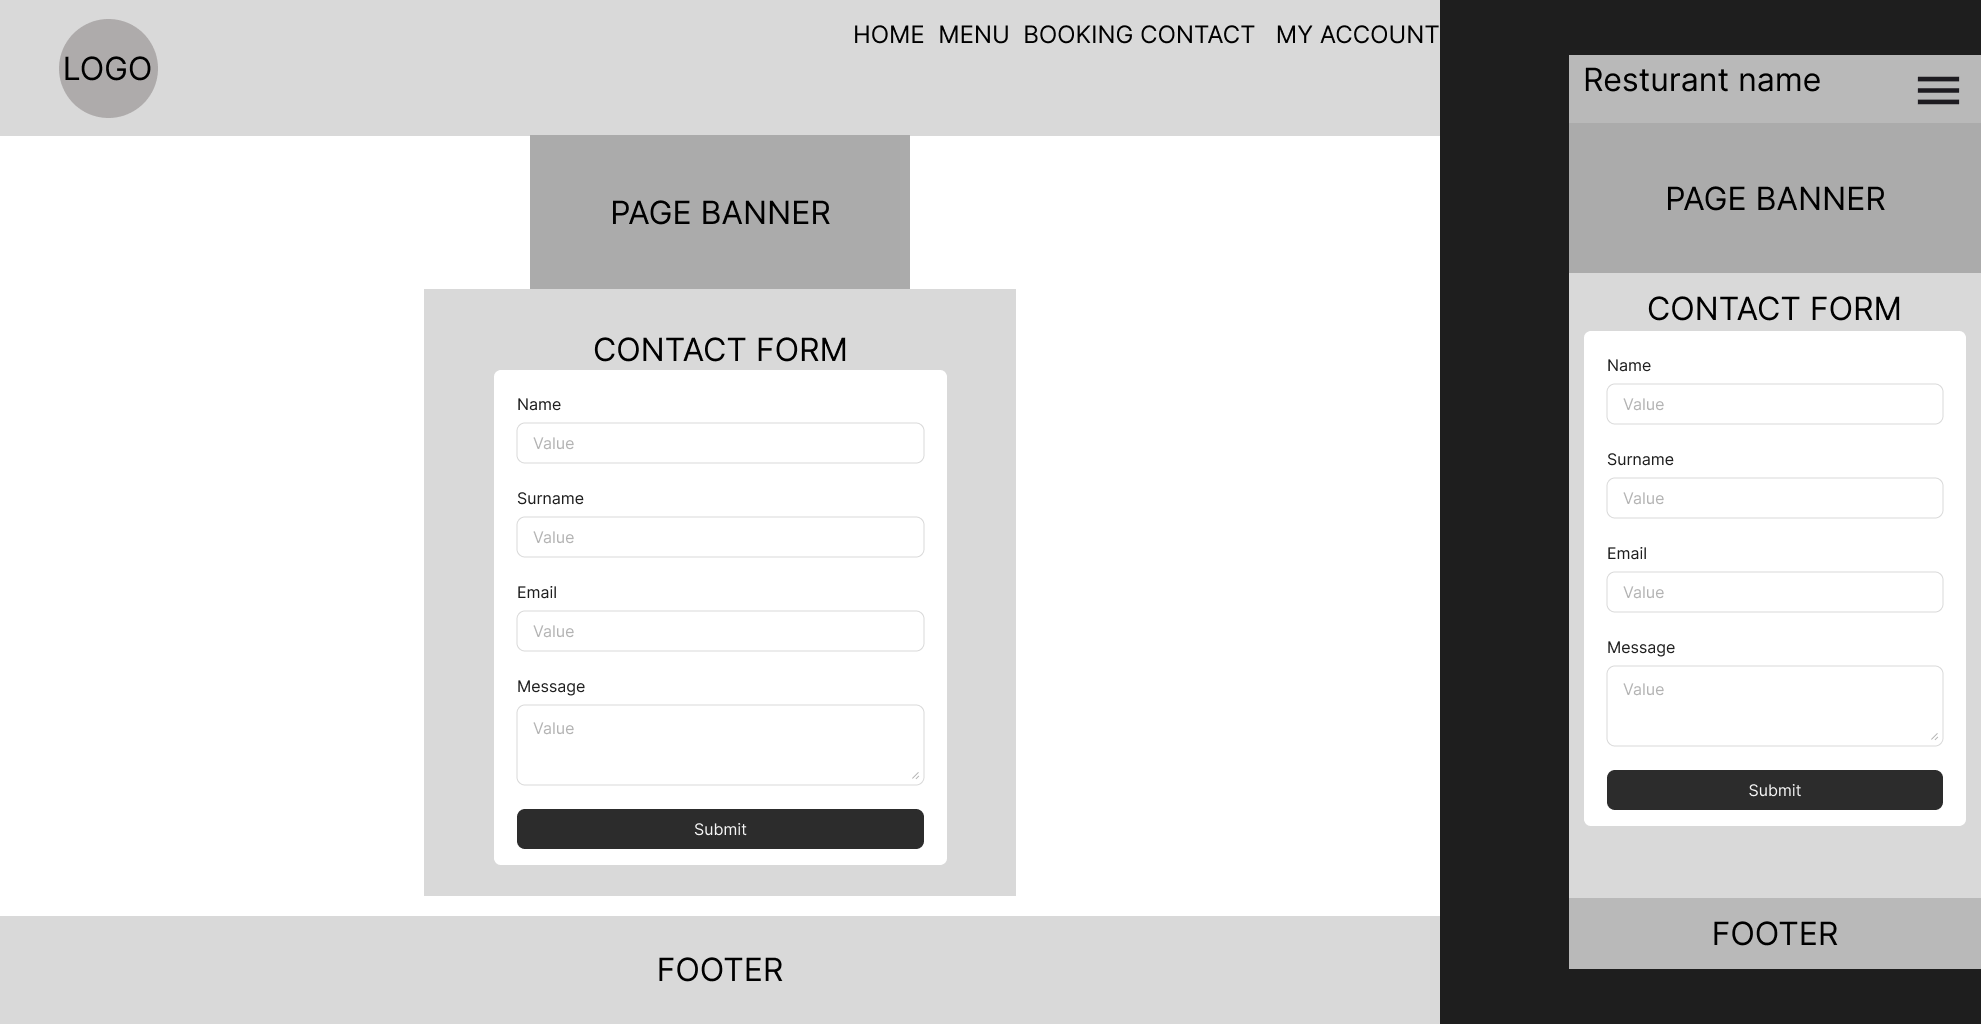 LOGO
HOME MENU BOOKING CONTACT MY ACCOUNT
PAGE BANNER
CONTACT FORM
Name
Value
Surname
Value
Email
Value
Message
Value
Submit
FOOTER
Resturant name
PAGE BANNER
CONTACT FORM
Name
Value
Surname
Value
Email
Value
Message
Value
Submit
FOOTER